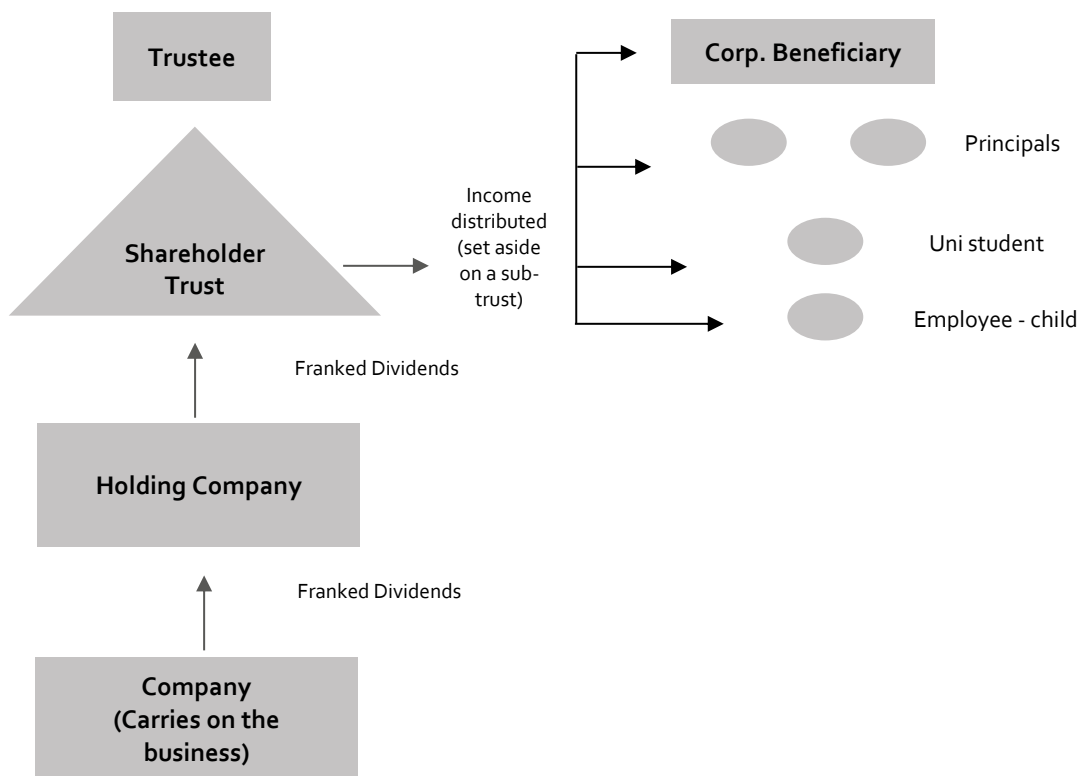 Trustee
Corp. Beneficiary
Principals
Income
distributed
(set aside
on a sub-
trust)
Uni student
Shareholder
Trust
Employee - child
Franked Dividends
Holding Company
Franked Dividends
Company
(Carries on the
business)